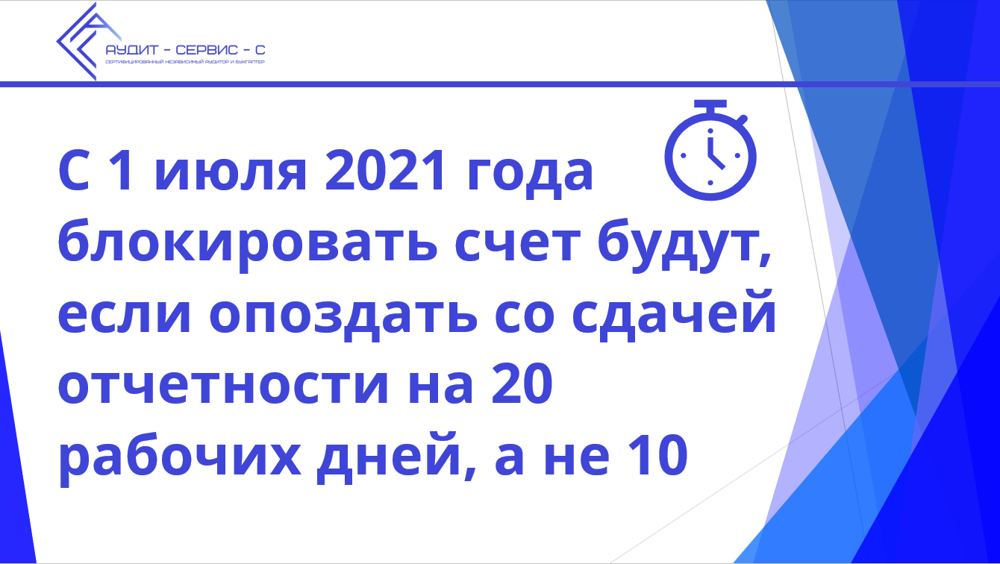 АУДИТ - СЕРВИС - С
СЕРТИФИЦИРОВАННЫЙ НЕЗАВИСИМЫЙ АУДИТОР И БУХГАЛТЕР
С 1 июля 2021 года
блокировать счет будут,
если опоздать со сдачей
отчетности на 20
рабочих дней, а не 10